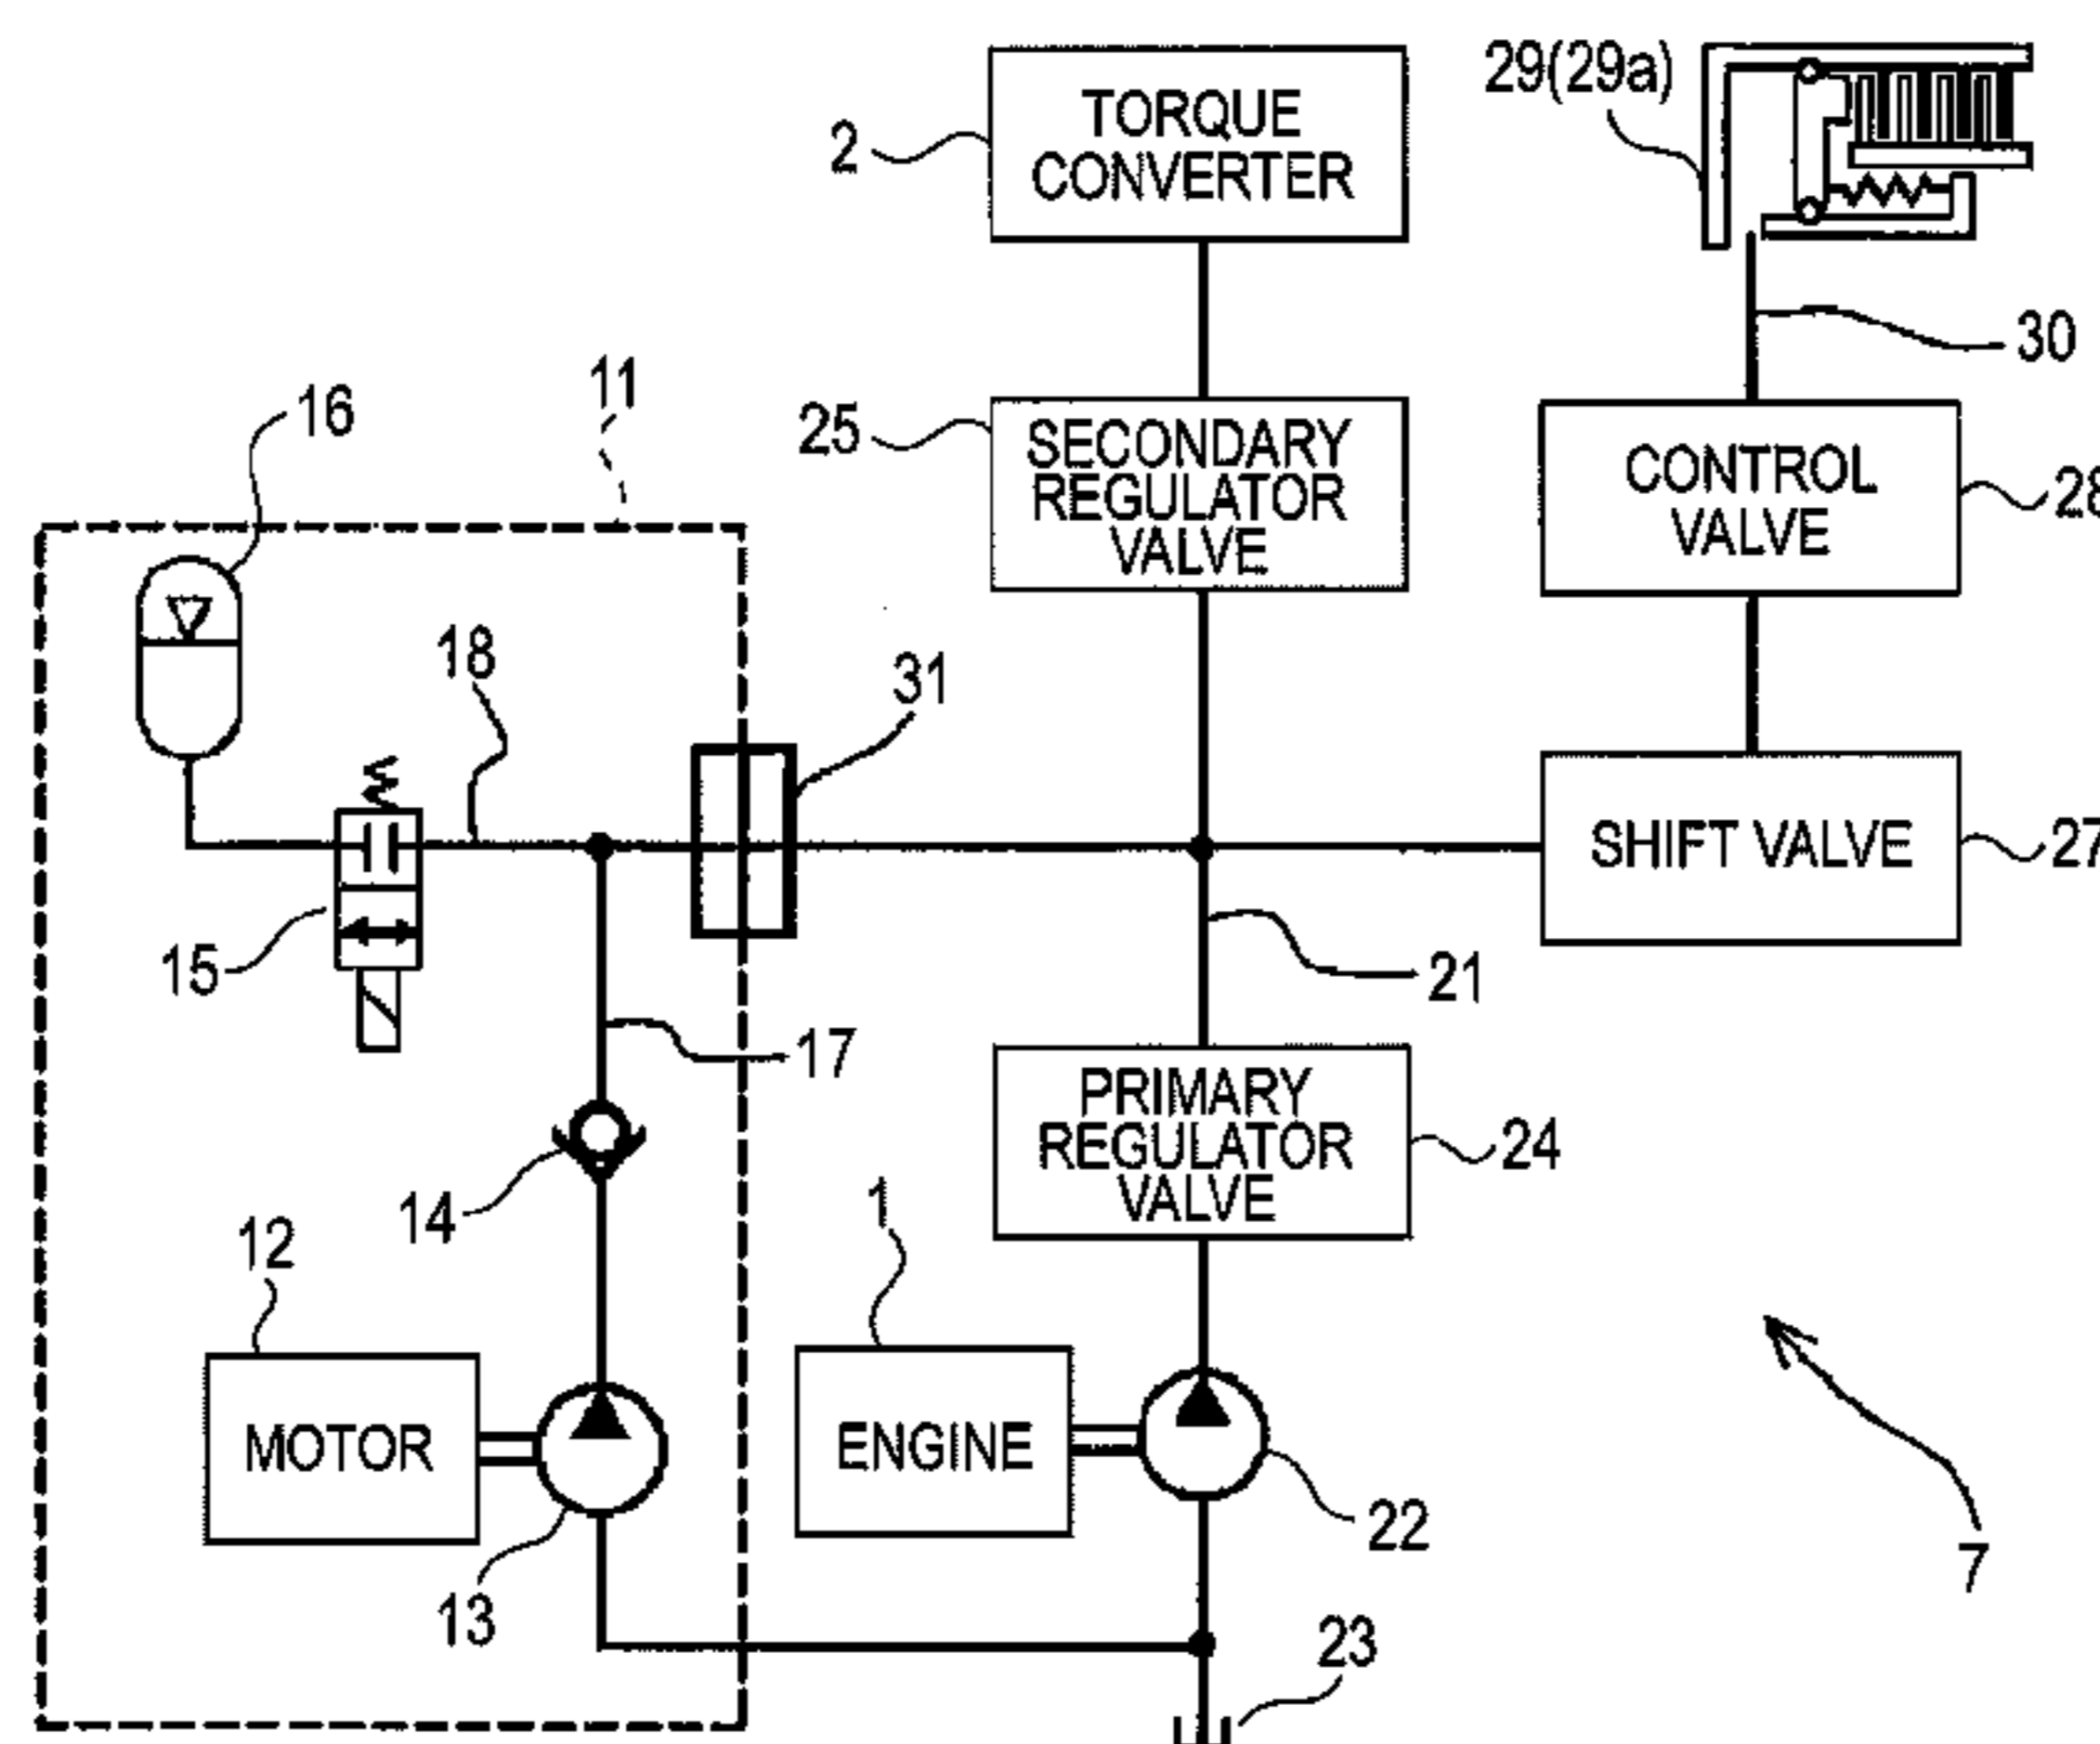 29(29a)
TORQUE
CONVERTER
2
30
11
16
25
SECONDARY
REGULATOR
VALVE
CONTROL
VALVE
28
18
31
SHIFT VALVE
27
15
21
17
PRIMARY
REGULATOR
VALVE
24
14
1
12
MOTOR
ENGINE
22
7
13
23